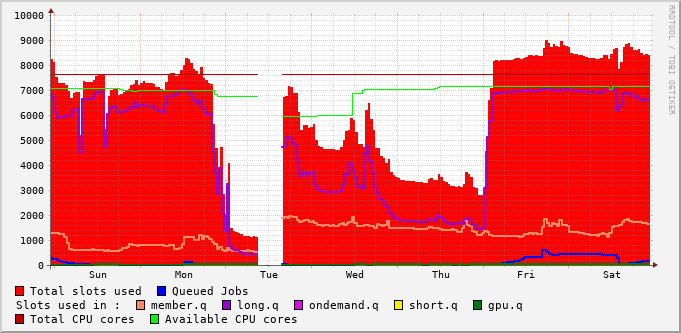 10000
9000
8000
7000
6000
5000
4000
3000
2000
1000
0
Sun Mon Tue Wed Thu Fri Sat
RRDTOOL / TOBI OETIKER
Total slots used Queued Jobs
Slots used in : member.q long.q ondemand.q short.q gpu.q
Total CPU cores Available CPU cores